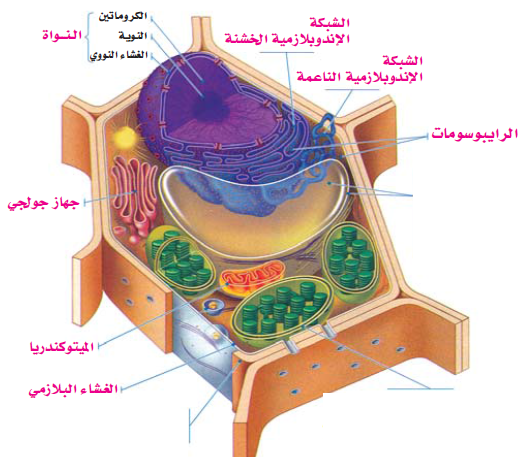 الكروماتين
النوية
الغشاء النووي
النواة
الشبكة
الإندوبلازمية الخشنة
الشبكة
الإندوبلازمية الناعمة
الرايبوسومات
جهاز جولجي
الميتوكندريا
الغشاء البلازمي